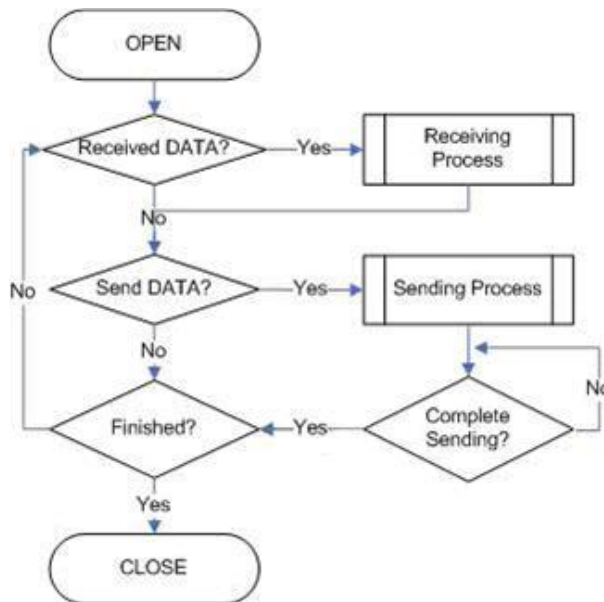 OPEN
Received DATA?
Yes
Receiving
Process
No
Send DATA?
Yes
Sending Process
No
No
No
Finished?
Yes
Complete
Sending?
Yes
CLOSE